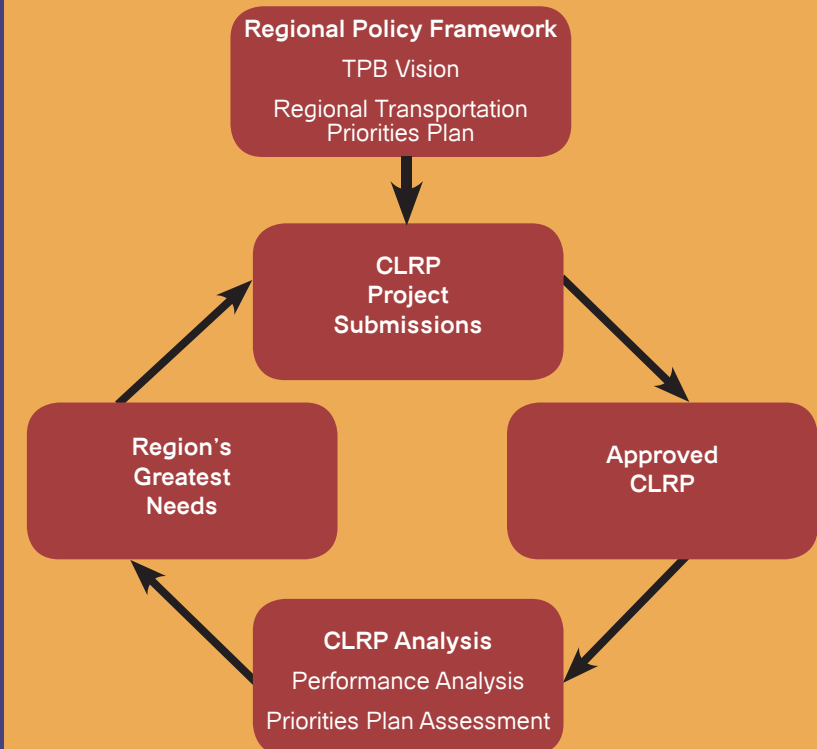 Regional Policy Framework
TPB Vision
Regional Transportation
Priorities Plan
CLRP
Project
Submissions
Region's
Greatest
Needs
Approved
CLRP
CLRP Analysis
Performance Analysis
Priorities Plan Assessment